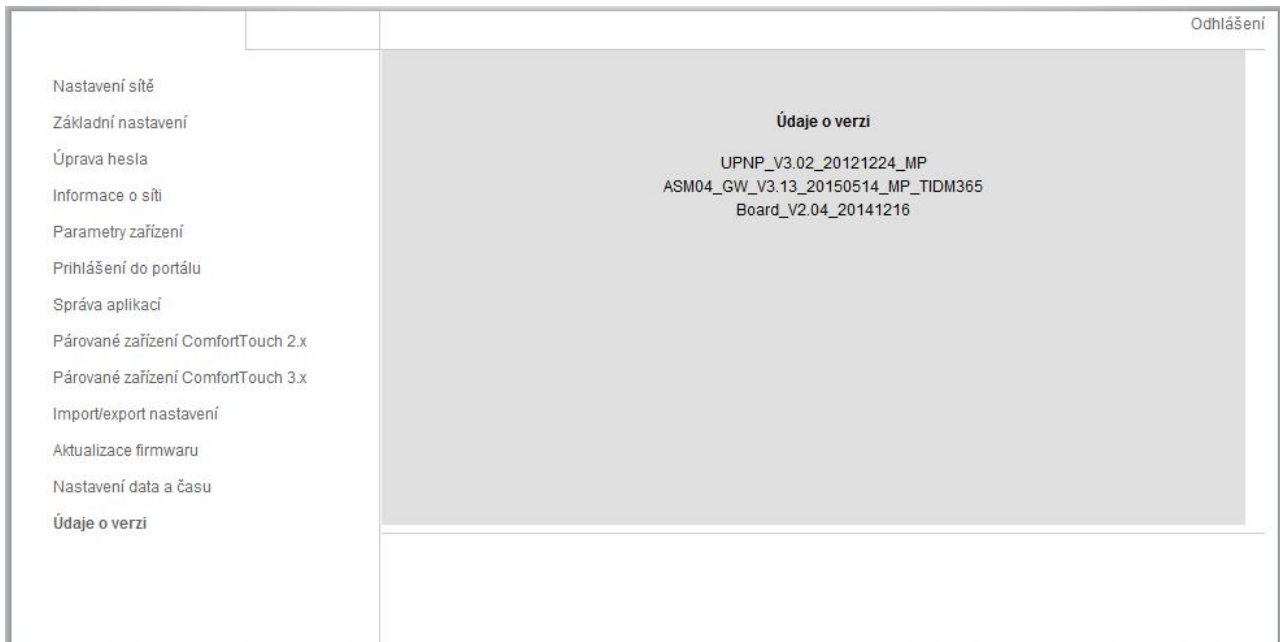 Odhlášení
Nastavení sítě
Základní nastavení
Úprava hesla
Informace o síti
Parametry zařízení
Prihlášení do portálu
Správa aplikací
Párované zařízení ComfortTouch 2.x
Párované zařízení ComfortTouch 3.x
Import/export nastavení
Aktualizace firmwaru
Nastavení data a času
Údaje o verzi
Údaje o verzi
UPNP_V3.02_20121224_MP
ASM04_GW_V3.13_20150514_MP_TIDM365
Board_V2.04_20141216